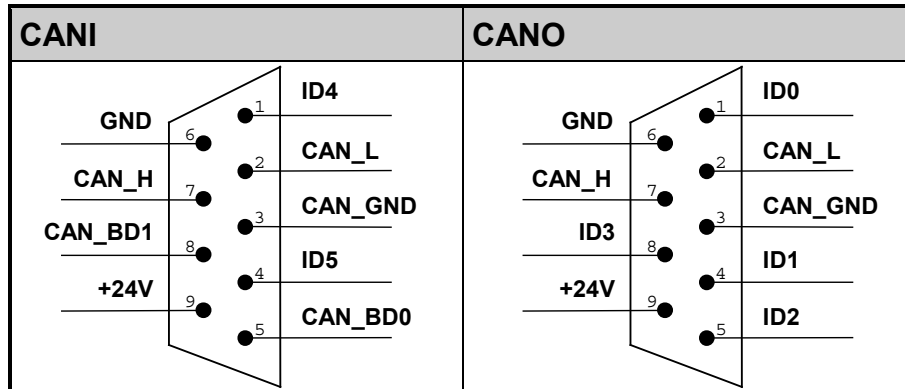 CANI
CANO
ID4
1
GND
6
CAN_L
2
CAN_H
7
CAN_GND
3
CAN_BD1
8
ID5
4
+24V
9
CAN_BD0
5
ID0
1
GND
6
CAN_L
2
CAN_H
7
CAN_GND
3
ID3
8
ID1
4
+24V
9
ID2
5